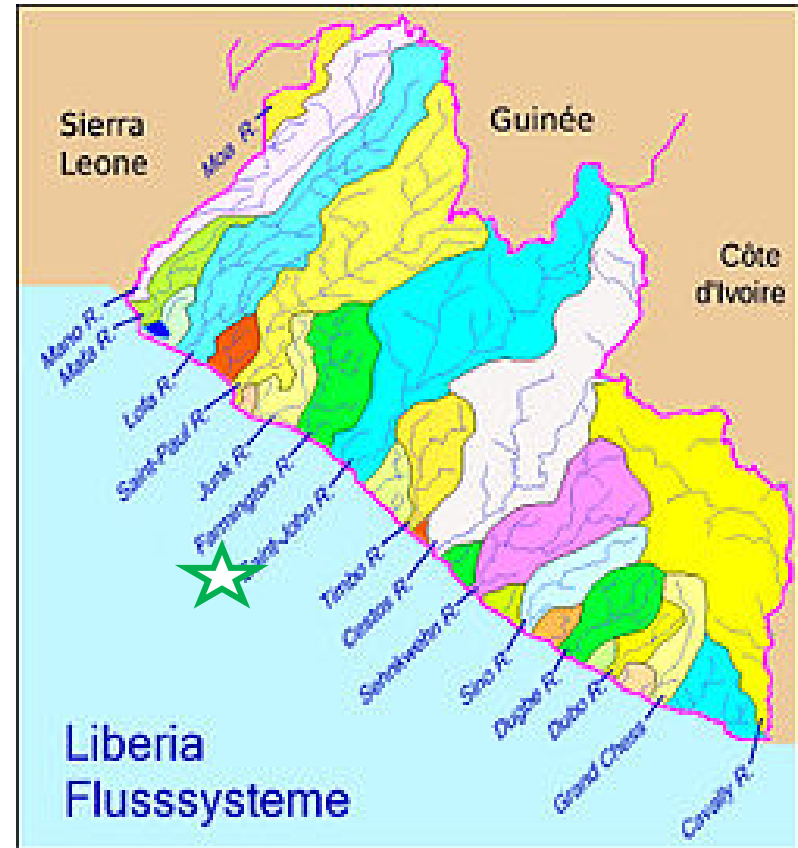 Sierra
Leone
Guinée
Côte
d'Ivoire
Moa R.
Mano R.
Mafa R.
Lofa R.
Saint-Paul R.
Junk R.
Farmington R.
Saint-John R.
Timbo R.
Cestos R.
Sehnkwehn R.
Sino R.
Dugbe R.
Dubo R.
Grand Chess
Cavally R.
Liberia
Flusssysteme